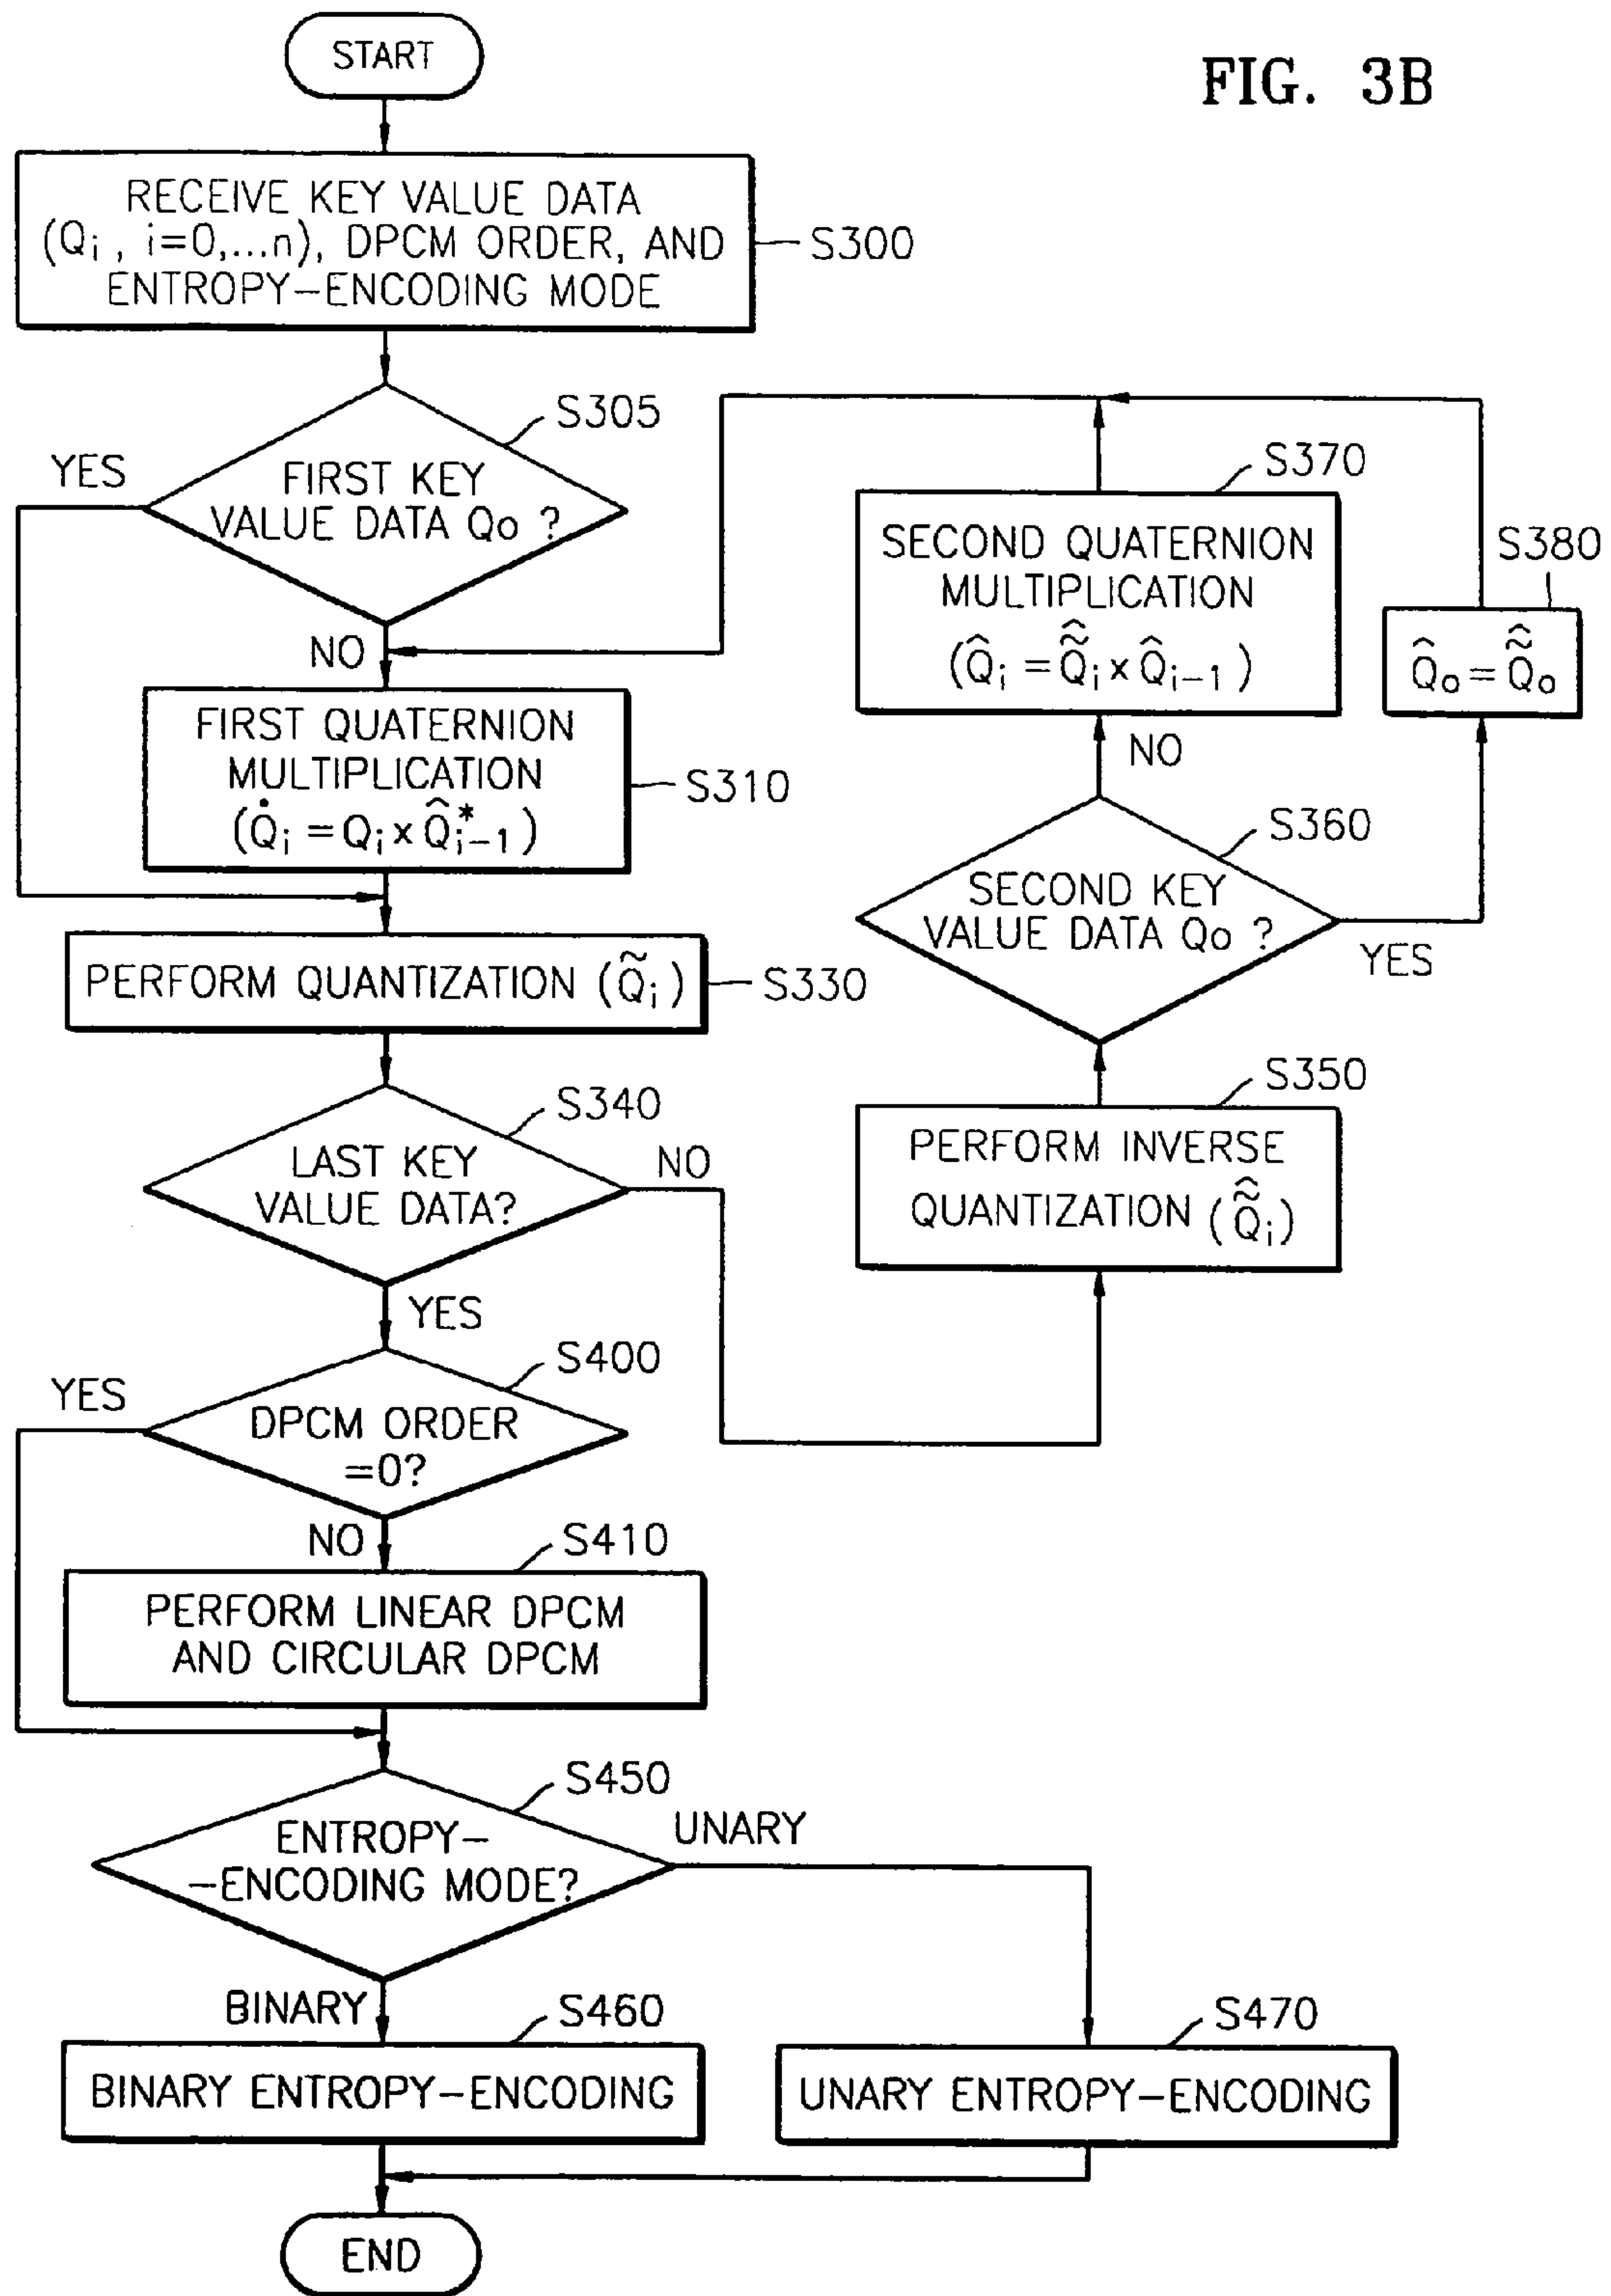 FIG. 3B
START
RECEIVE KEY VALUE DATA
(Qi , i=0,...n), DPCM ORDER, AND
ENTROPY-ENCODING MODE
S300
S305
YES
FIRST KEY
VALUE DATA Q0 ?
NO
FIRST QUATERNION
MULTIPLICATION
(Q̇i = Qi x Q̂*i-1)
S310
PERFORM QUANTIZATION (Q̃i)
S330
S340
LAST KEY
VALUE DATA?
NO
YES
S350
PERFORM INVERSE
QUANTIZATION (Q̃̂i)
S360
SECOND KEY
VALUE DATA Q0 ?
YES
NO
S370
SECOND QUATERNION
MULTIPLICATION
(Q̂i = Q̃̂i x Q̂i-1)
S380
Q̂0 = Q̃̂0
S400
YES
DPCM ORDER
=0?
NO
S410
PERFORM LINEAR DPCM
AND CIRCULAR DPCM
S450
ENTROPY-
-ENCODING MODE?
UNARY
BINARY
S460
BINARY ENTROPY-ENCODING
S470
UNARY ENTROPY-ENCODING
END